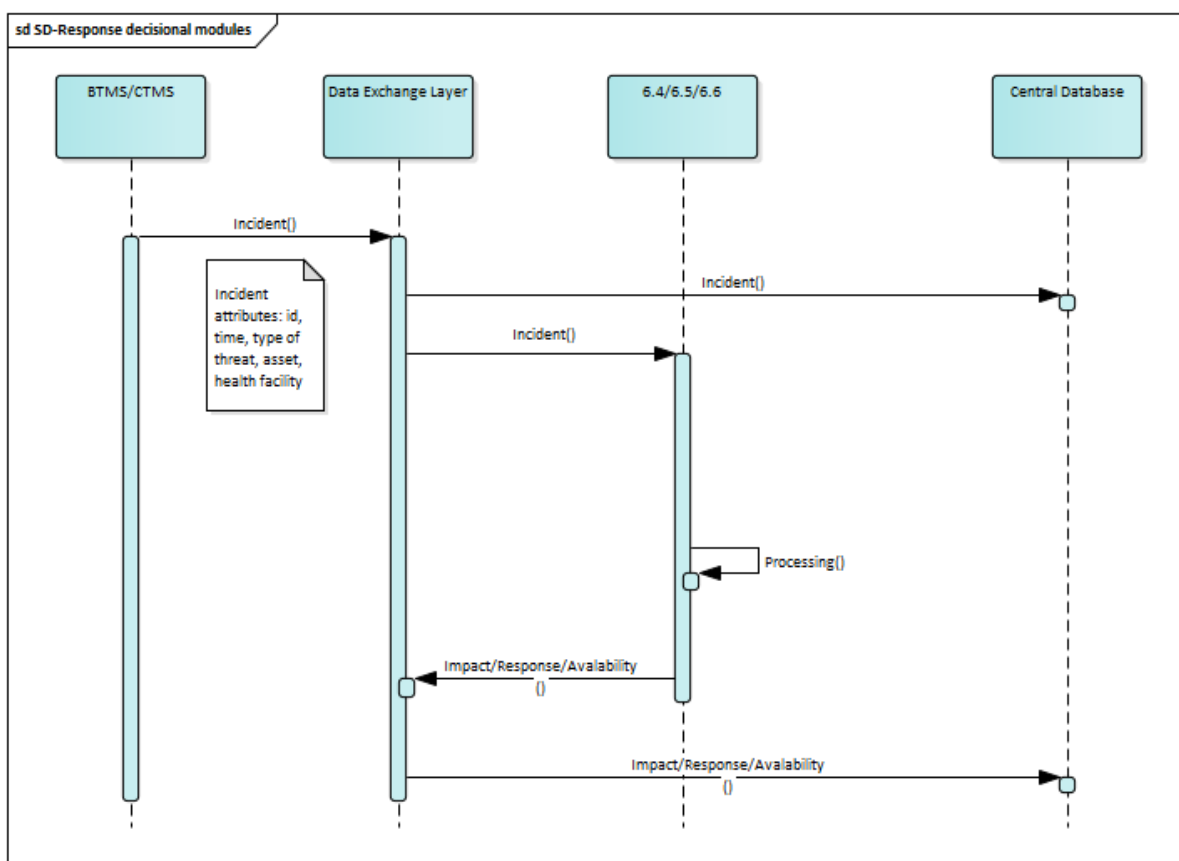 sd SD-Response decisional modules
BTMS/CTMS
Data Exchange Layer
6.4/6.5/6.6
Central Database
Incident()
Incident
attributes: id,
time, type of
threat, asset,
health facility
Incident()
Incident()
Processing()
Impact/Response/Avalability
()
Impact/Response/Avalability
()